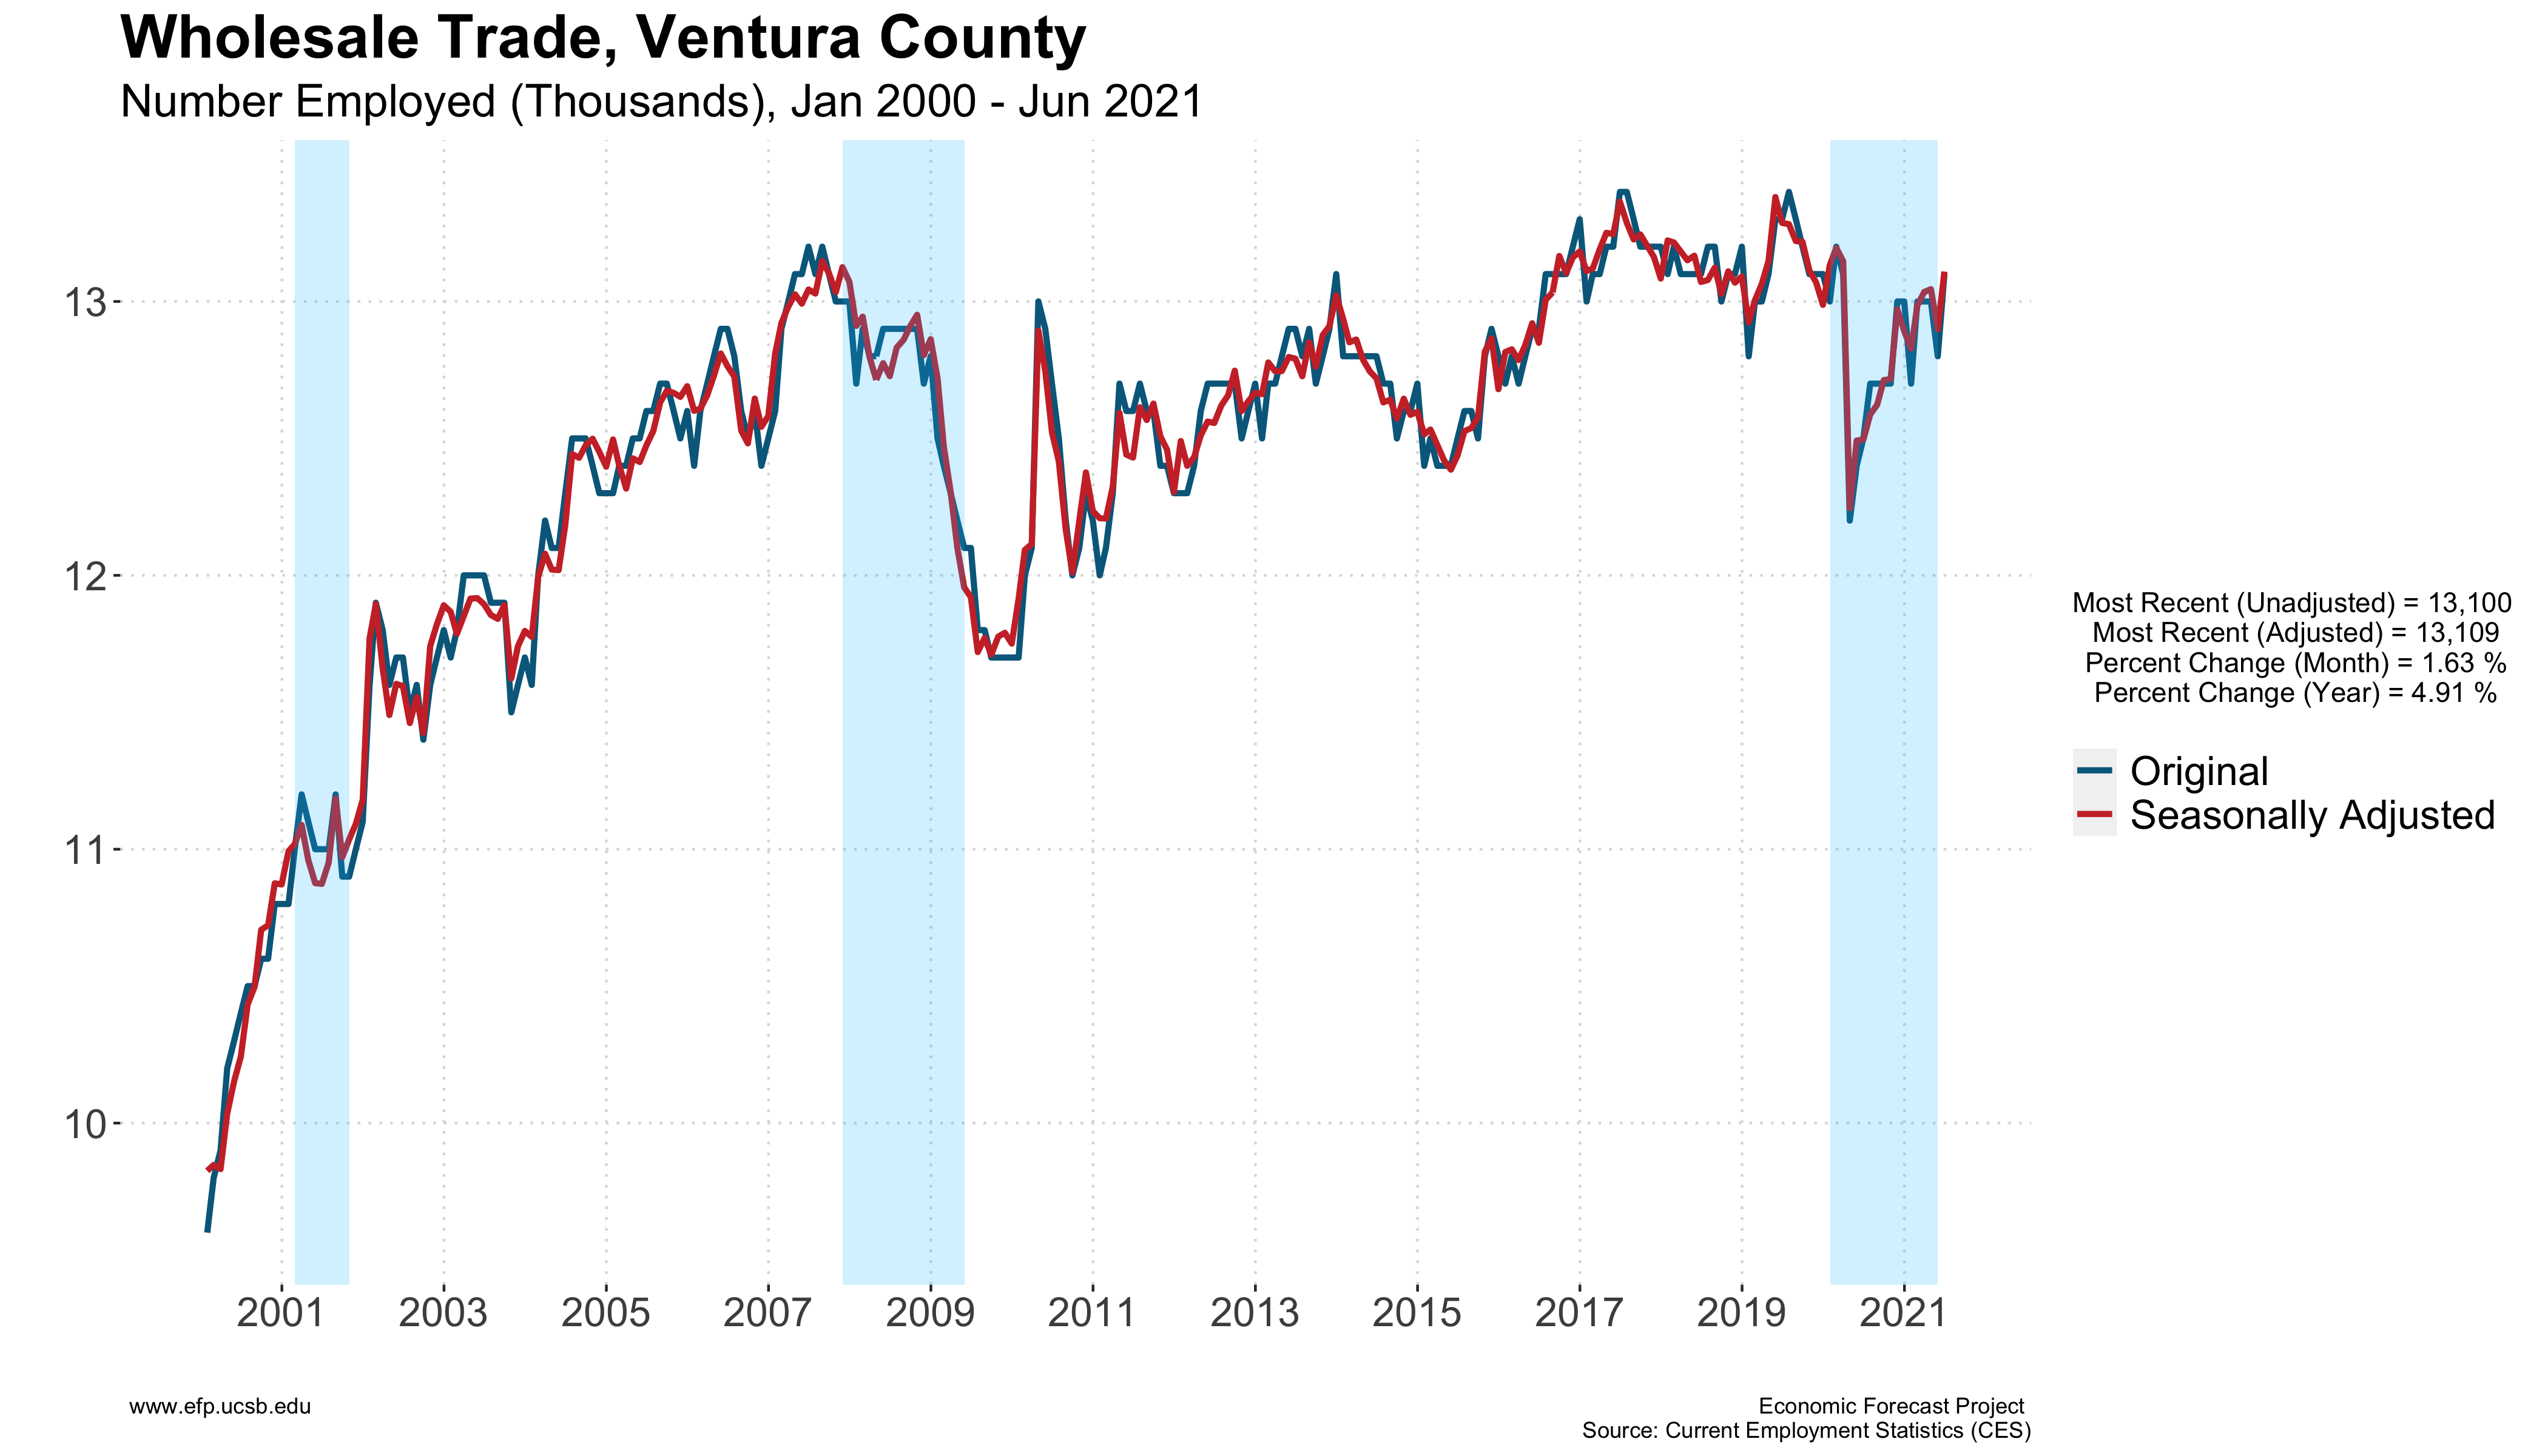 Wholesale Trade, Ventura County
Number Employed (Thousands), Jan 2000 - Jun 2021
13
12
11
10
2001 2003 2005 2007 2009 2011 2013 2015 2017 2019 2021
Most Recent (Unadjusted) = 13,100
Most Recent (Adjusted) = 13,109
Percent Change (Month) = 1.63 %
Percent Change (Year) = 4.91 %
Original
Seasonally Adjusted
www.efp.ucsb.edu
Economic Forecast Project
Source: Current Employment Statistics (CES)